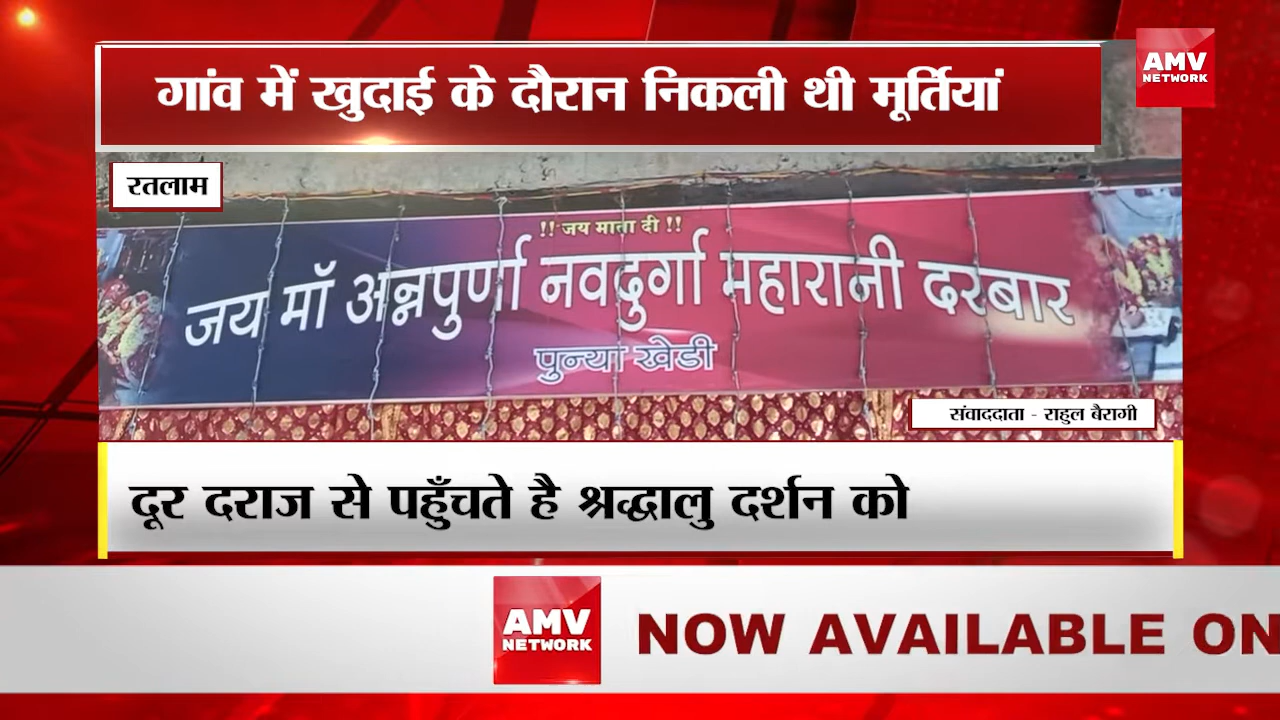 गांव में खुदाई के दौरान निकली थी मूर्तियां
AMV
NETWORK
रतलाम
!! जय माता दी !!
जय माँ अन्नपुर्णा नवदुर्गा महारानी दरबार
पुन्या खेडी
संवाददाता - राहुल बैरागी
दूर दराज से पहुँचते है श्रद्धालु दर्शन को
AMV
NETWORK
NOW AVAILABLE ON